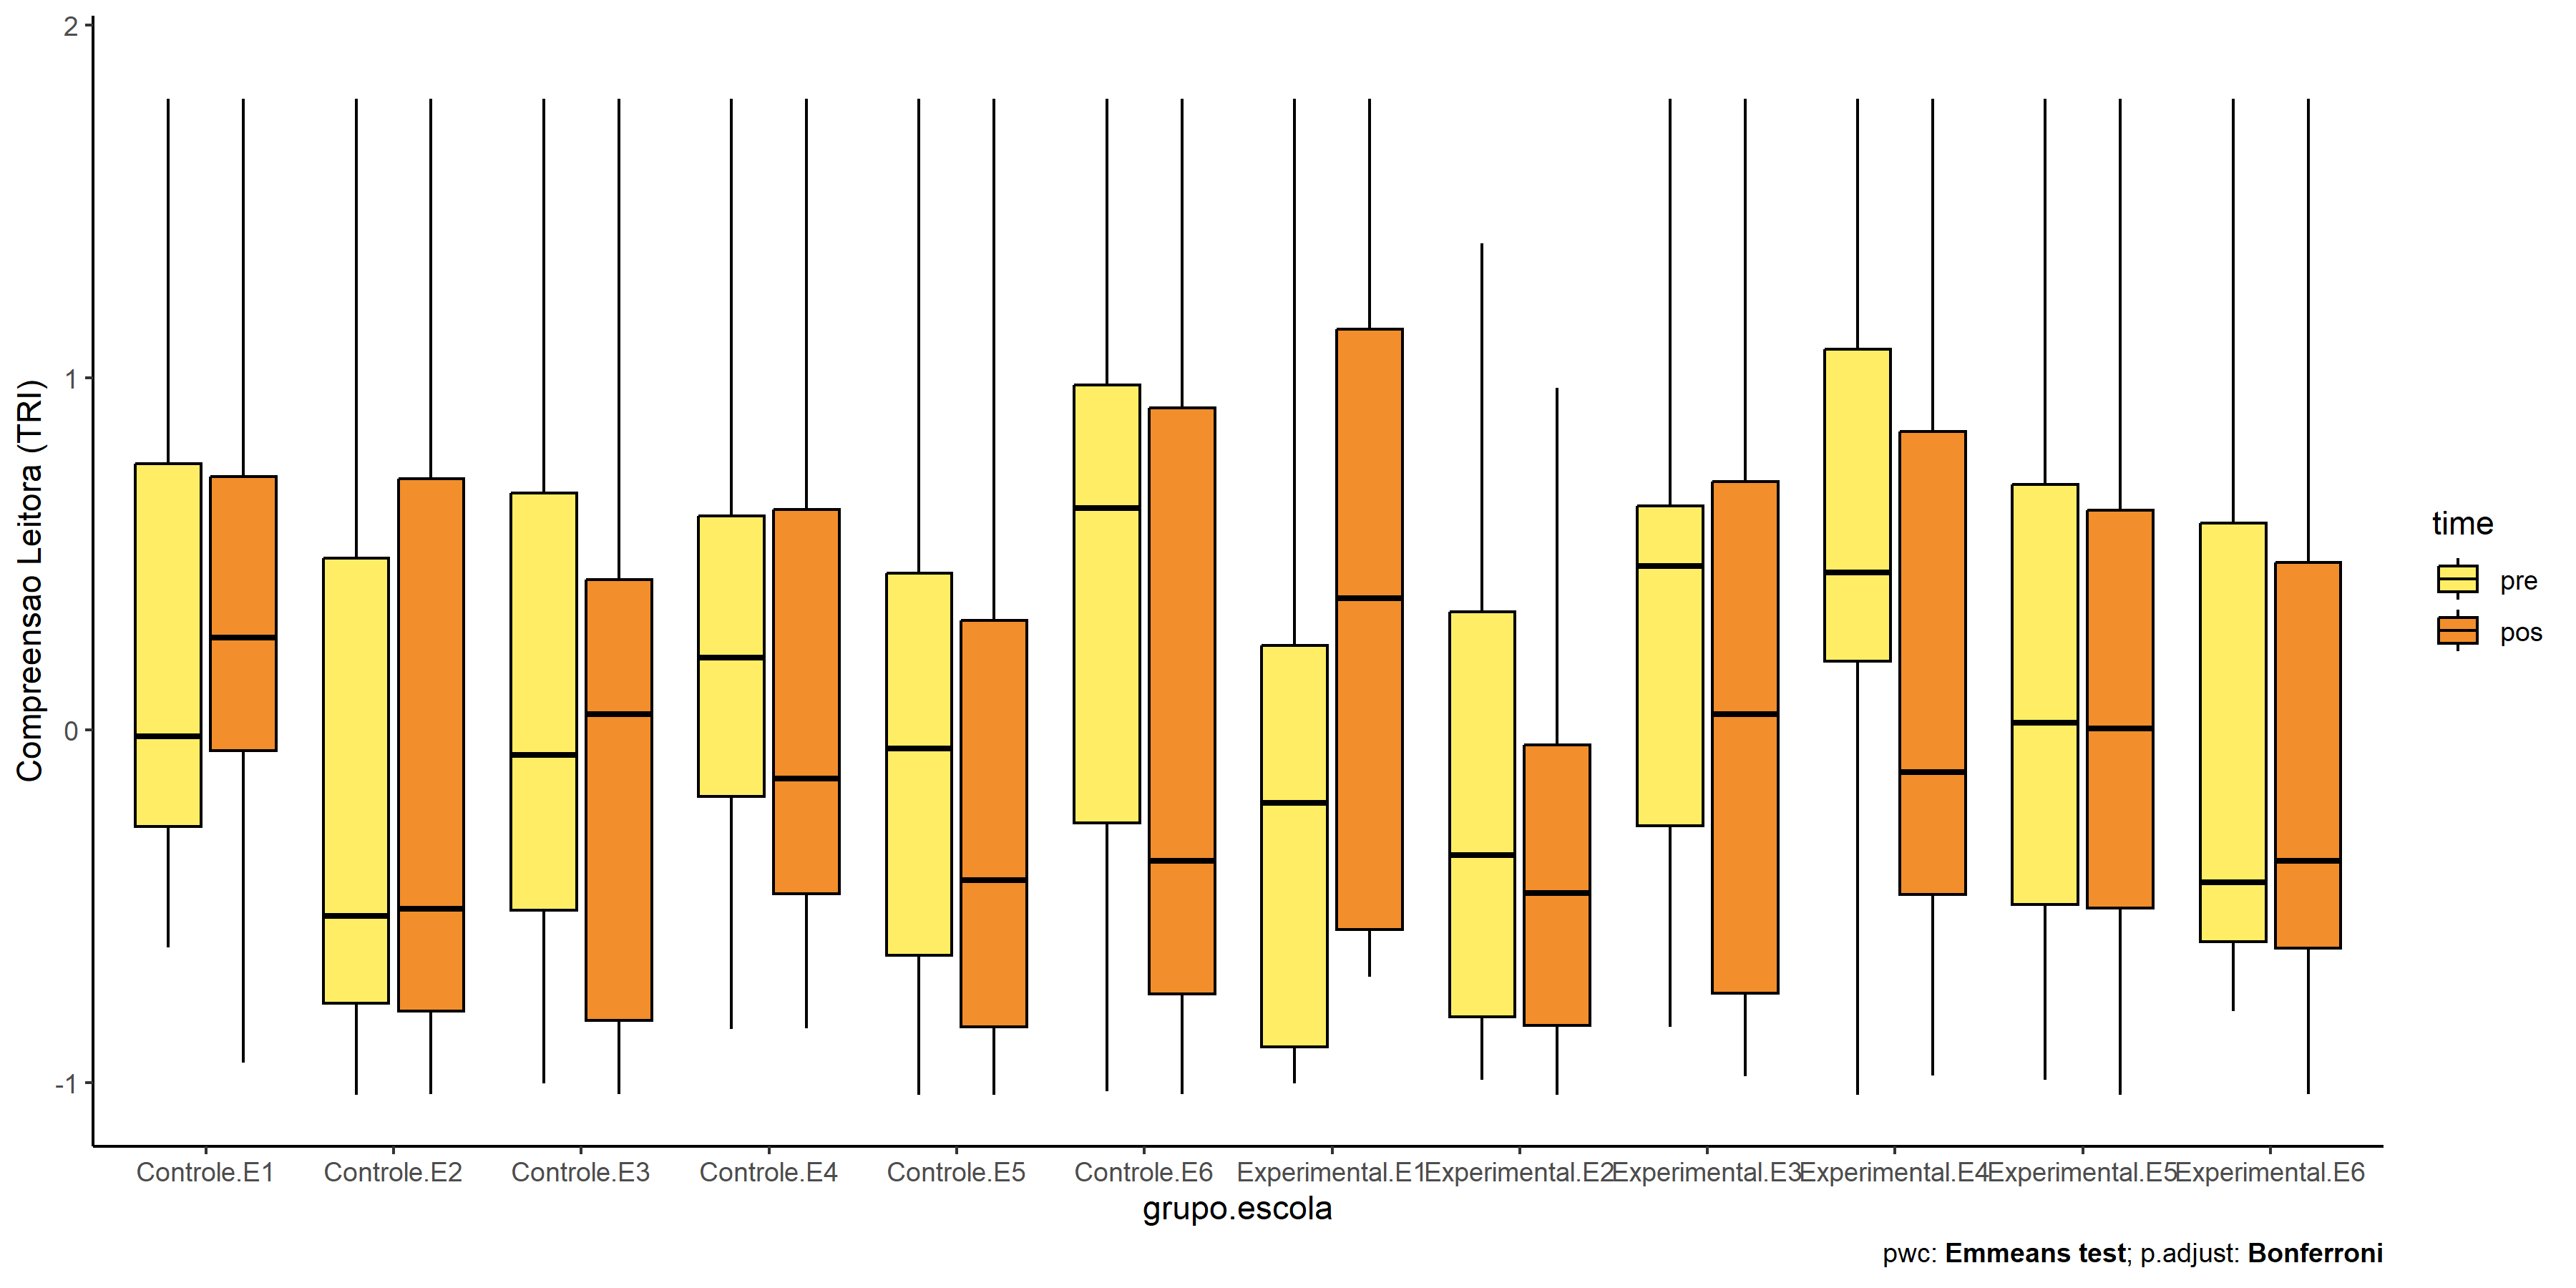 Compreensao Leitora (TRI)
2
1
0
-1
Controle.E1 Controle.E2 Controle.E3 Controle.E4 Controle.E5 Controle.E6 Experimental.E1 Experimental.E2 Experimental.E3 Experimental.E4 Experimental.E5 Experimental.E6
grupo.escola
time
pre
pos
pwc: Emmeans test; p.adjust: Bonferroni